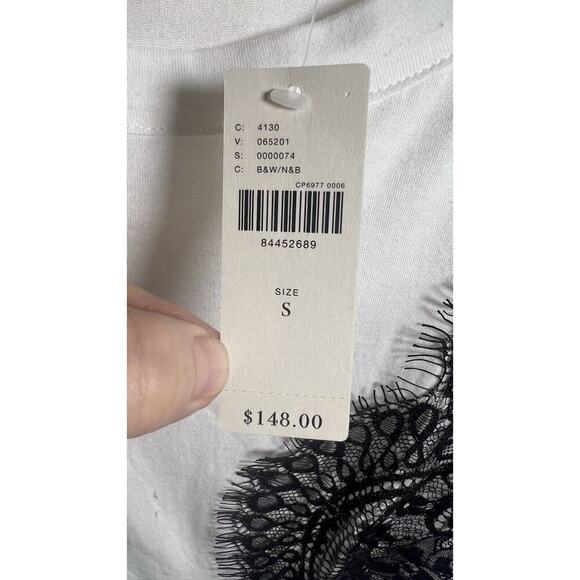 C: 4130
V: 065201
S: 0000074
C: B&W/N&B
CP6977 0006
84452689
SIZE
S
$148.00